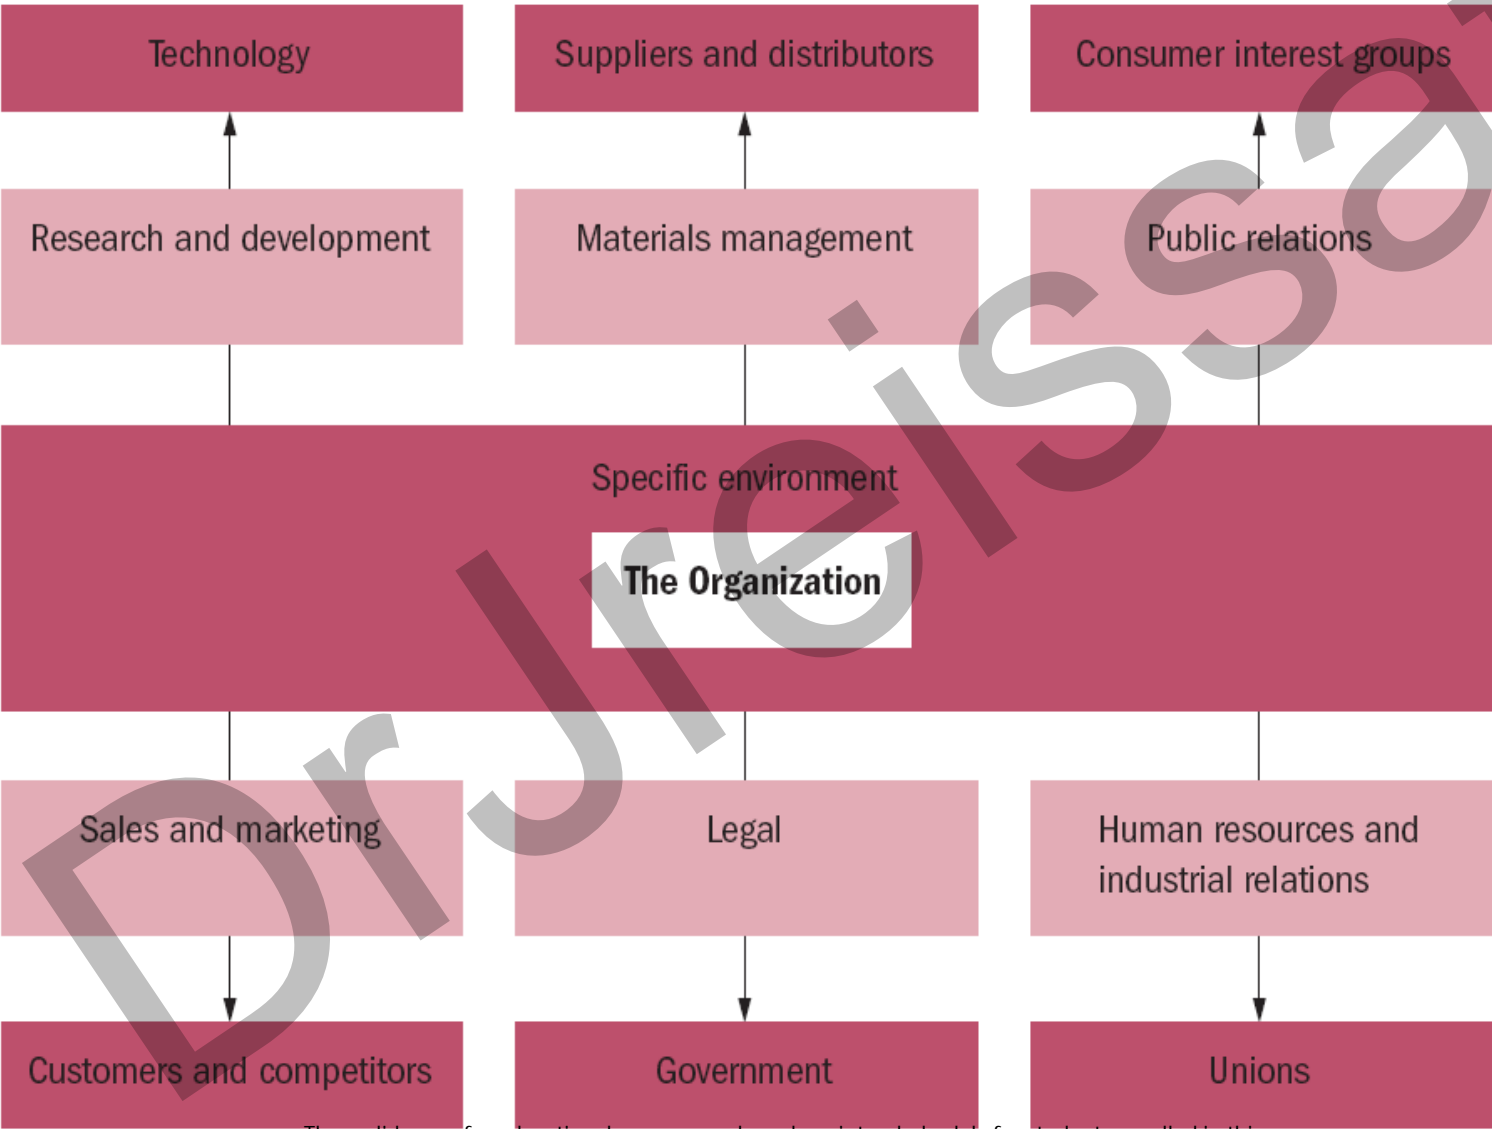 Technology
Suppliers and distributors
Consumer interest groups
Research and development
Materials management
Public relations
Specific environment
The Organization
Sales and marketing
Legal
Human resources and
industrial relations
Customers and competitors
Government
Unions
DrJreissat